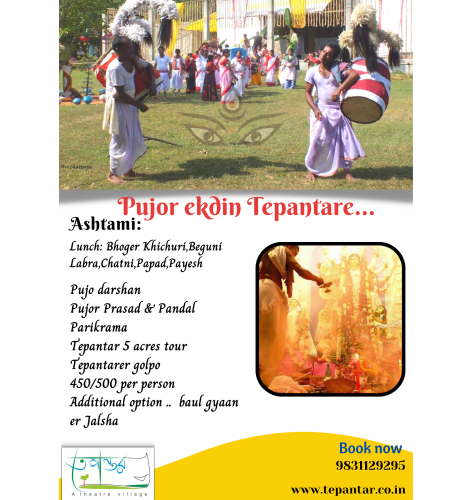 Pujor ekdin Tepantare...
Ashtami:
Lunch: Bhoger Khichuri,Beguni
Labra,Chatni,Papad,Payesh
Pujo darshan
Pujor Prasad & Pandal
Parikrama
Tepantar 5 acres tour
Tepantarer golpo
450/500 per person
Additional option .. baul gyaan
er Jalsha
A theatre village
Book now
9831129295
www.tepantar.co.in